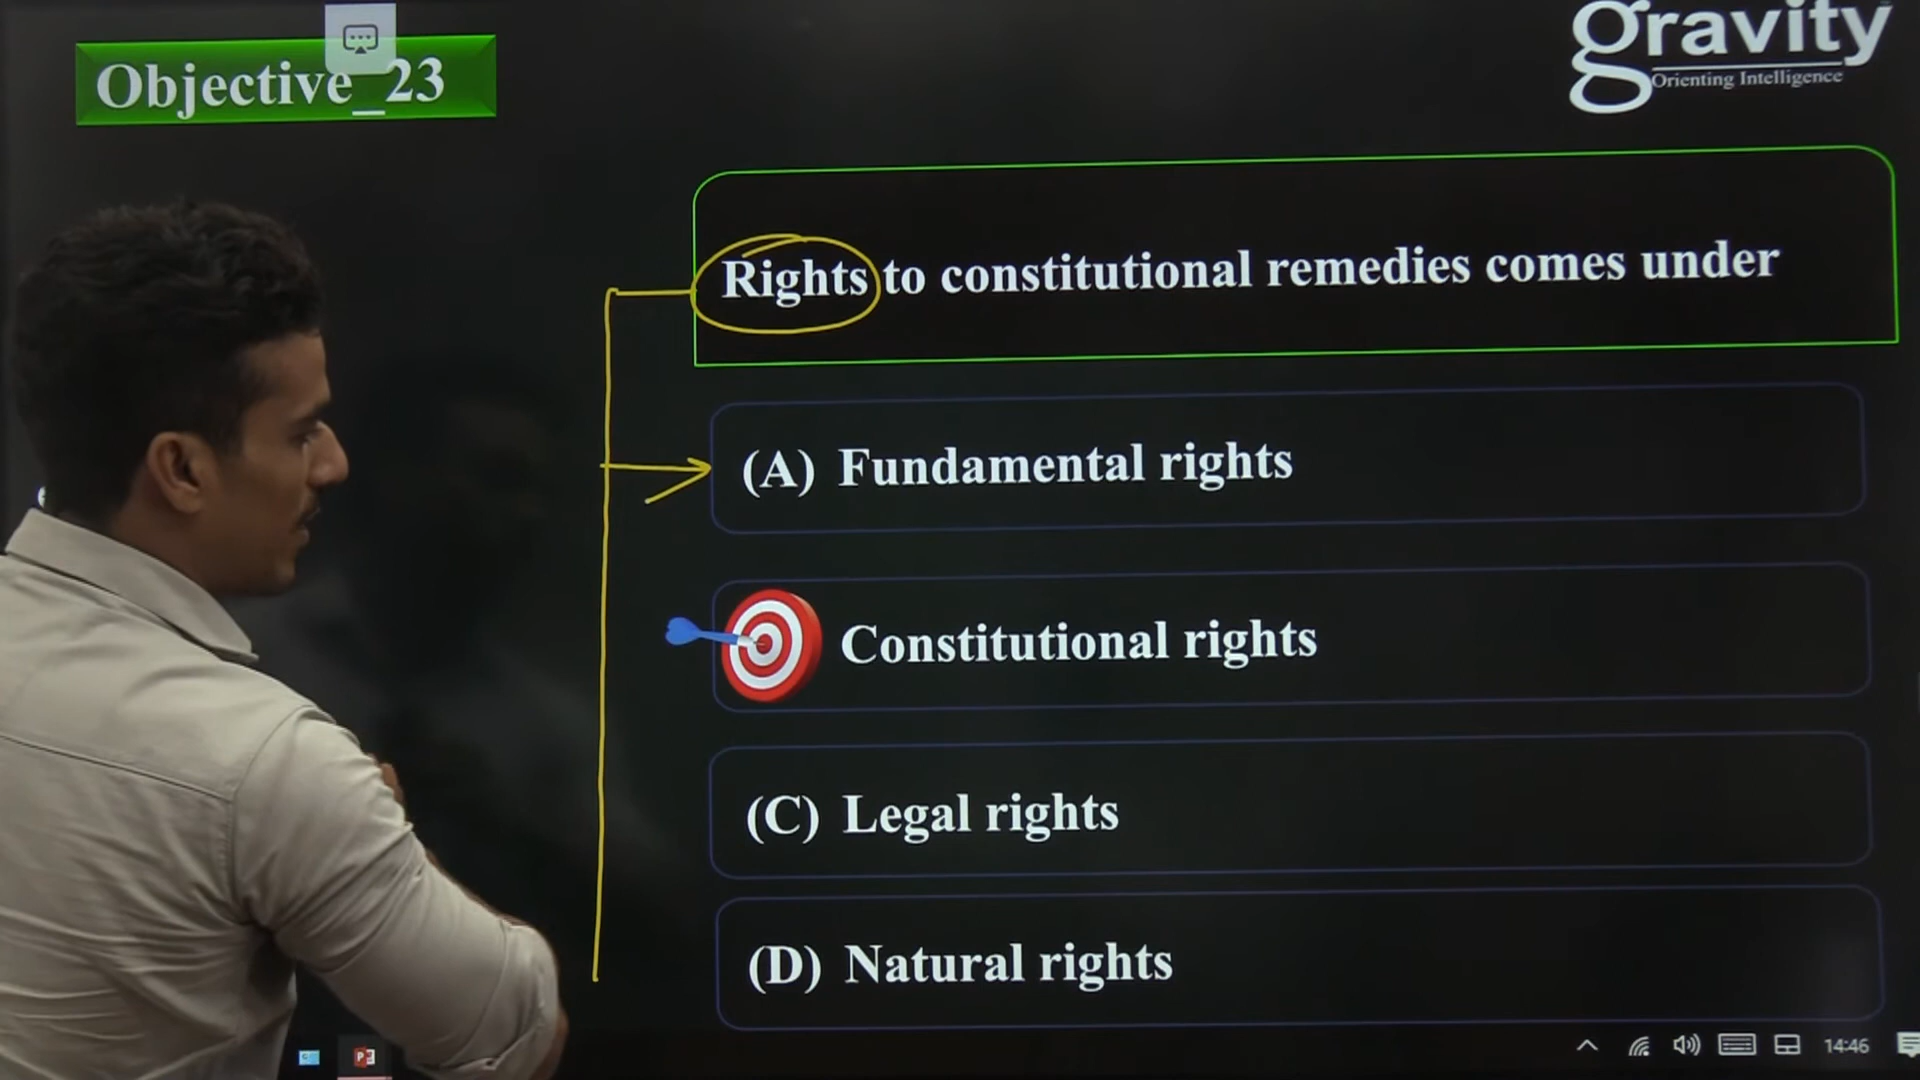 Objective_23
gravity
Orienting Intelligence
Rights to constitutional remedies comes under
(A) Fundamental rights
Constitutional rights
(C) Legal rights
(D) Natural rights
14:46